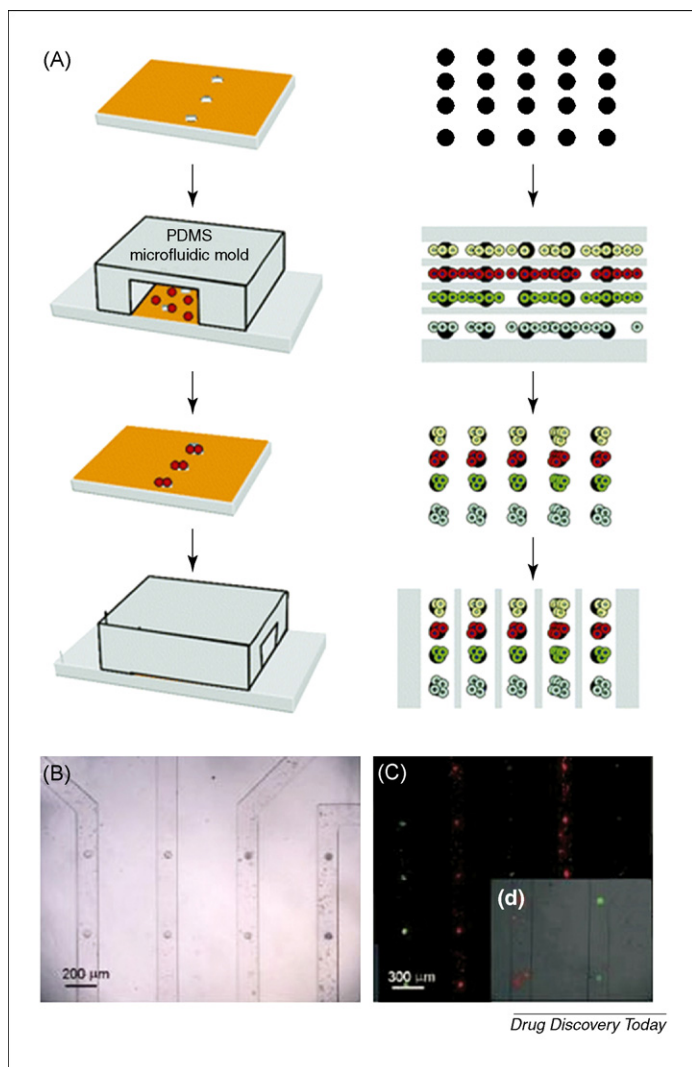 (A)
PDMS
microfluidic mold
(B)
200 μm
(C)
(d)
300 μm
Drug Discovery Today